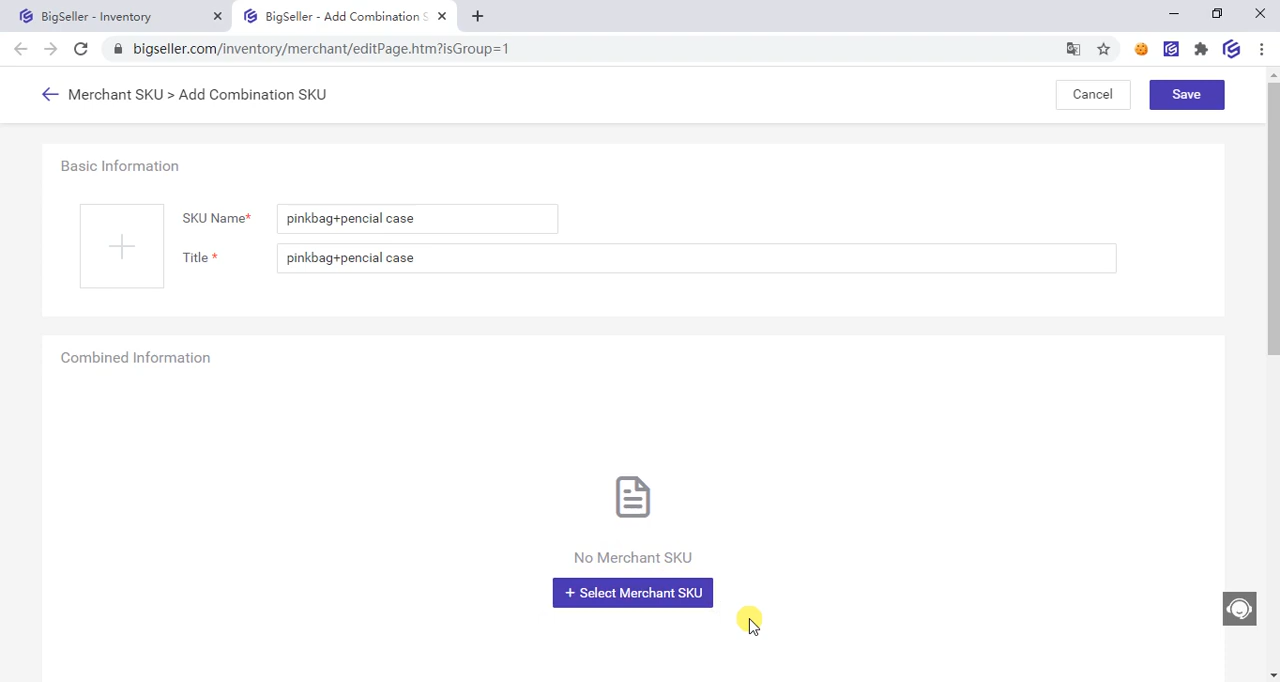 BigSeller - Inventory
BigSeller - Add Combination S
bigseller.com/inventory/merchant/editPage.htm?isGroup=1
Merchant SKU > Add Combination SKU
Cancel
Save
Basic Information
SKU Name*
pinkbag+pencial case
Title *
pinkbag+pencial case
Combined Information
No Merchant SKU
+ Select Merchant SKU